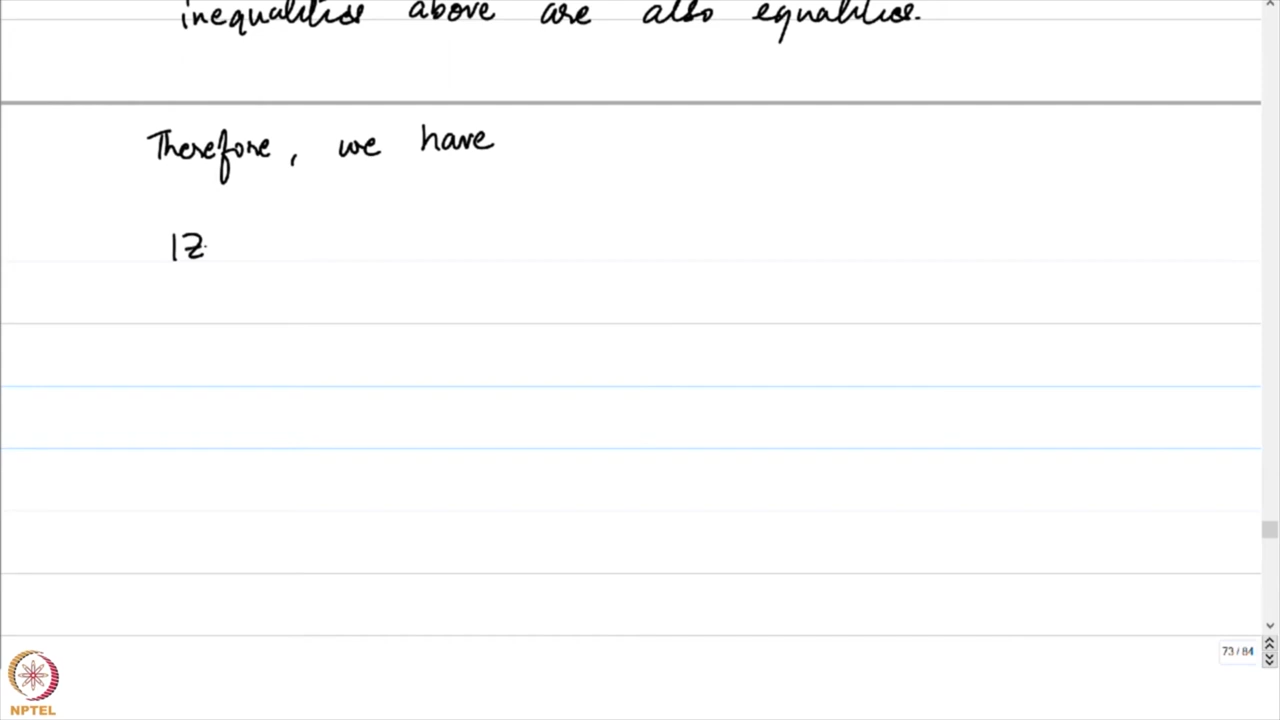 inequalities above are also equalities.
Therefore, we have
|Z
73 / 84
NPTEL